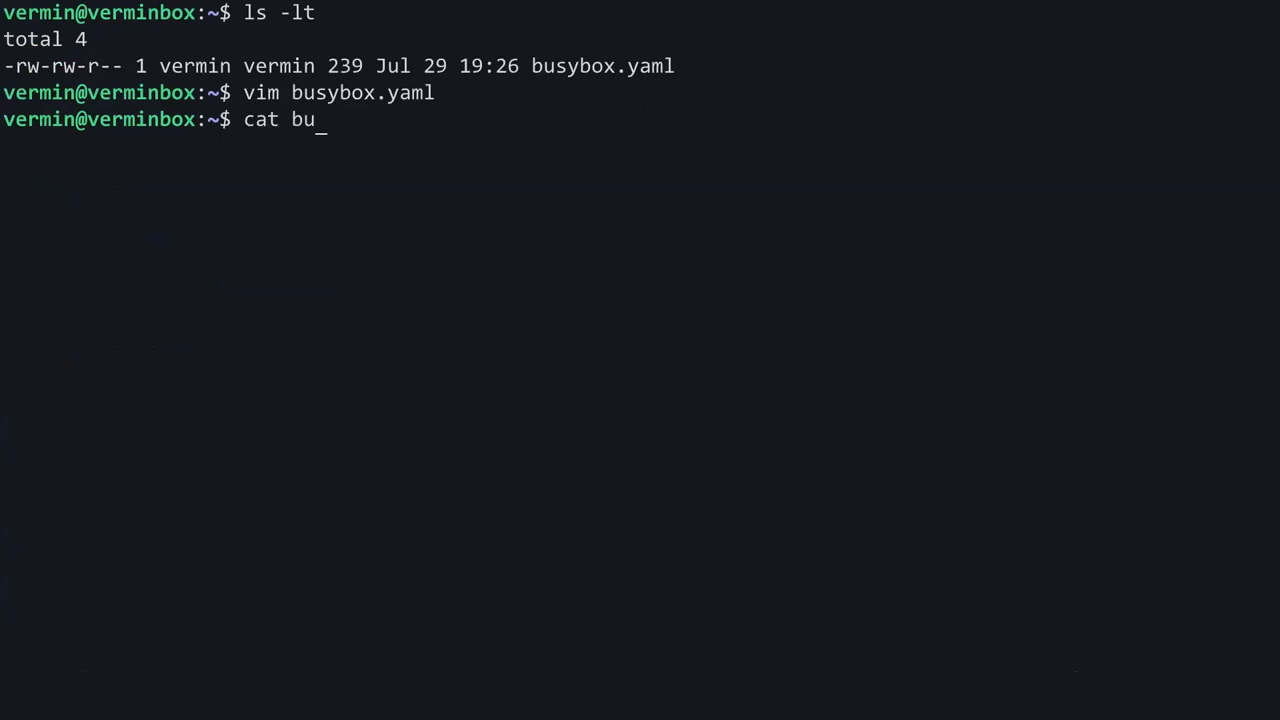 vermin@verminbox:~$ ls -lt
total 4
-rw-rw-r-- 1 vermin vermin 239 Jul 29 19:26 busybox.yaml
vermin@verminbox:~$ vim busybox.yaml
vermin@verminbox:~$ cat bu_